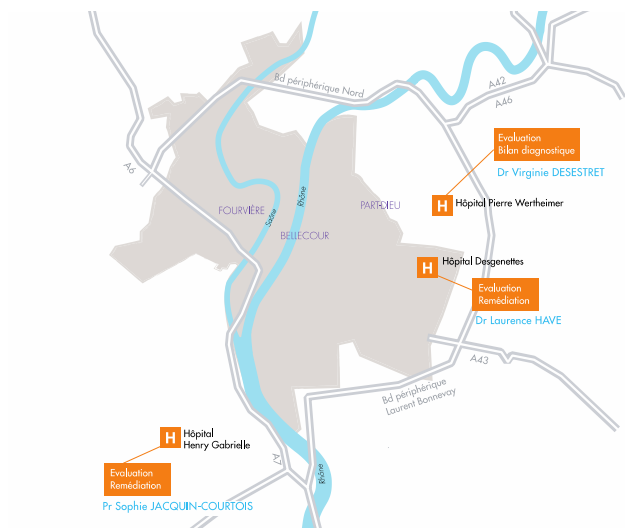 Bd périphérique Nord
A42
A46
Evaluation
Bilan diagnostique
Dr Virginie DESESTRET
A6
H
Hôpital Pierre Wertheimer
FOURVIÈRE
Saône
Rhône
PART-DIEU
BELLECOUR
H
Hôpital Desgenettes
Evaluation
Remédiation
Dr Laurence HAVE
A43
Bd périphérique
Laurent Bonnevay
H
Hôpital
Henry Gabrielle
A7
Rhône
Evaluation
Remédiation
Pr Sophie JACQUIN-COURTOIS